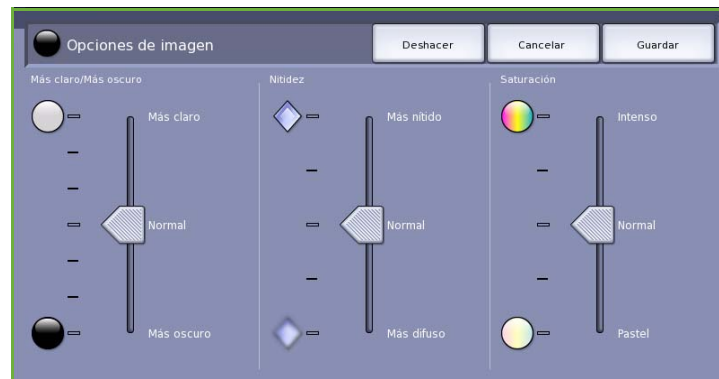 Opciones de imagen
Deshacer
Cancelar
Guardar
Más claro/Más oscuro
Nitidez
Saturación
Más claro
Más nítido
Intenso
Normal
Normal
Normal
Más oscuro
Más difuso
Pastel